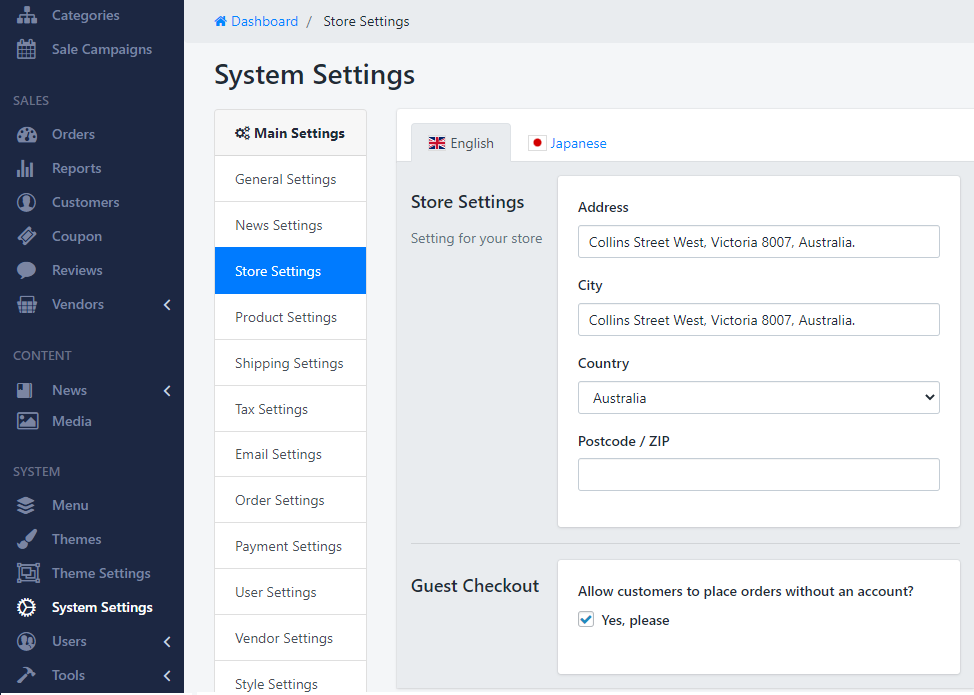 Categories
Sale Campaigns
SALES
Orders
Reports
Customers
Coupon
Reviews
Vendors
CONTENT
News
Media
SYSTEM
Menu
Themes
Theme Settings
System Settings
Users
Tools
Dashboard / Store Settings
System Settings
Main Settings
General Settings
News Settings
Store Settings
Product Settings
Shipping Settings
Tax Settings
Email Settings
Order Settings
Payment Settings
User Settings
Vendor Settings
Style Settings
English
Japanese
Store Settings
Setting for your store
Address
Collins Street West, Victoria 8007, Australia.
City
Collins Street West, Victoria 8007, Australia.
Country
Australia
Postcode / ZIP
Guest Checkout
Allow customers to place orders without an account?
Yes, please